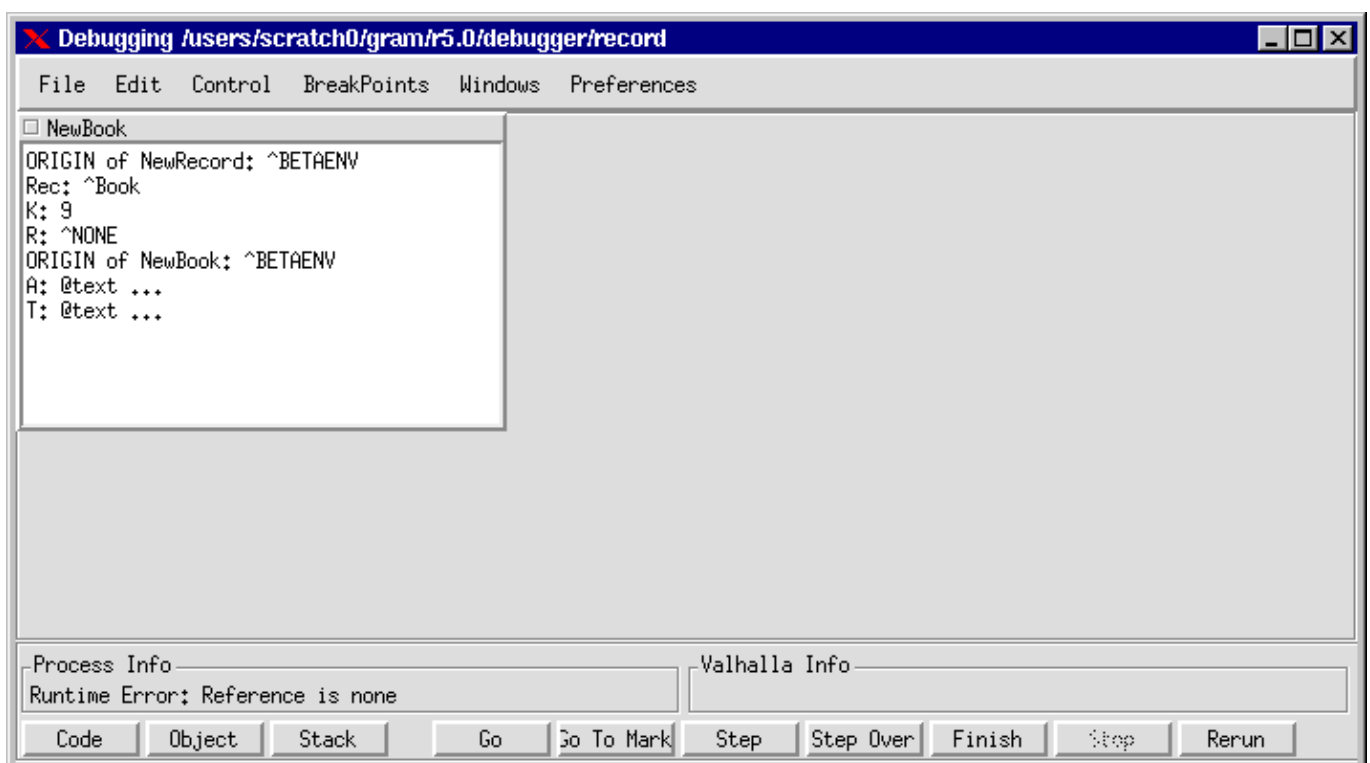 Debugging /users/scratch0/gram/r5.0/debugger/record
File Edit Control BreakPoints Windows Preferences
NewBook
ORIGIN of NewRecord: ^BETAENV
Rec: ^Book
K: 9
R: ^NONE
ORIGIN of NewBook: ^BETAENV
A: @text ...
T: @text ...
Process Info Valhalla Info
Runtime Error: Reference is none
Code Object Stack Go Go To Mark Step Step Over Finish Stop Rerun